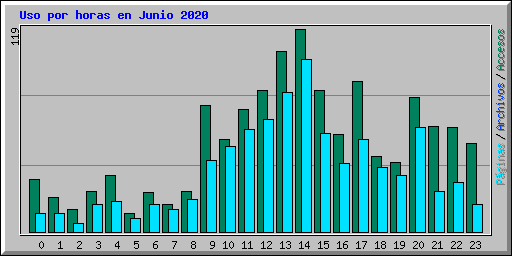 Uso por horas en Junio 2020
119
Páginas / Archivos / Accesos
0 1 2 3 4 5 6 7 8 9 10 11 12 13 14 15 16 17 18 19 20 21 22 23